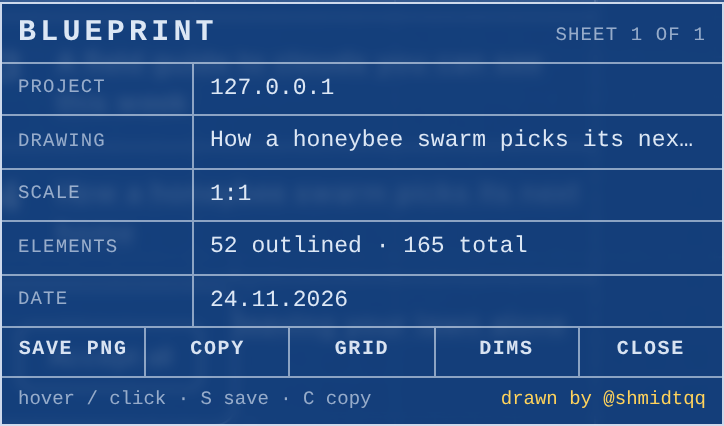 BLUEPRINT SHEET 1 OF 1
PROJECT 127.0.0.1
DRAWING How a honeybee swarm picks its nex…
SCALE 1:1
ELEMENTS 52 outlined · 165 total
DATE 24.11.2026
SAVE PNG COPY GRID DIMS CLOSE
hover / click · S save · C copy drawn by @shmidtqq